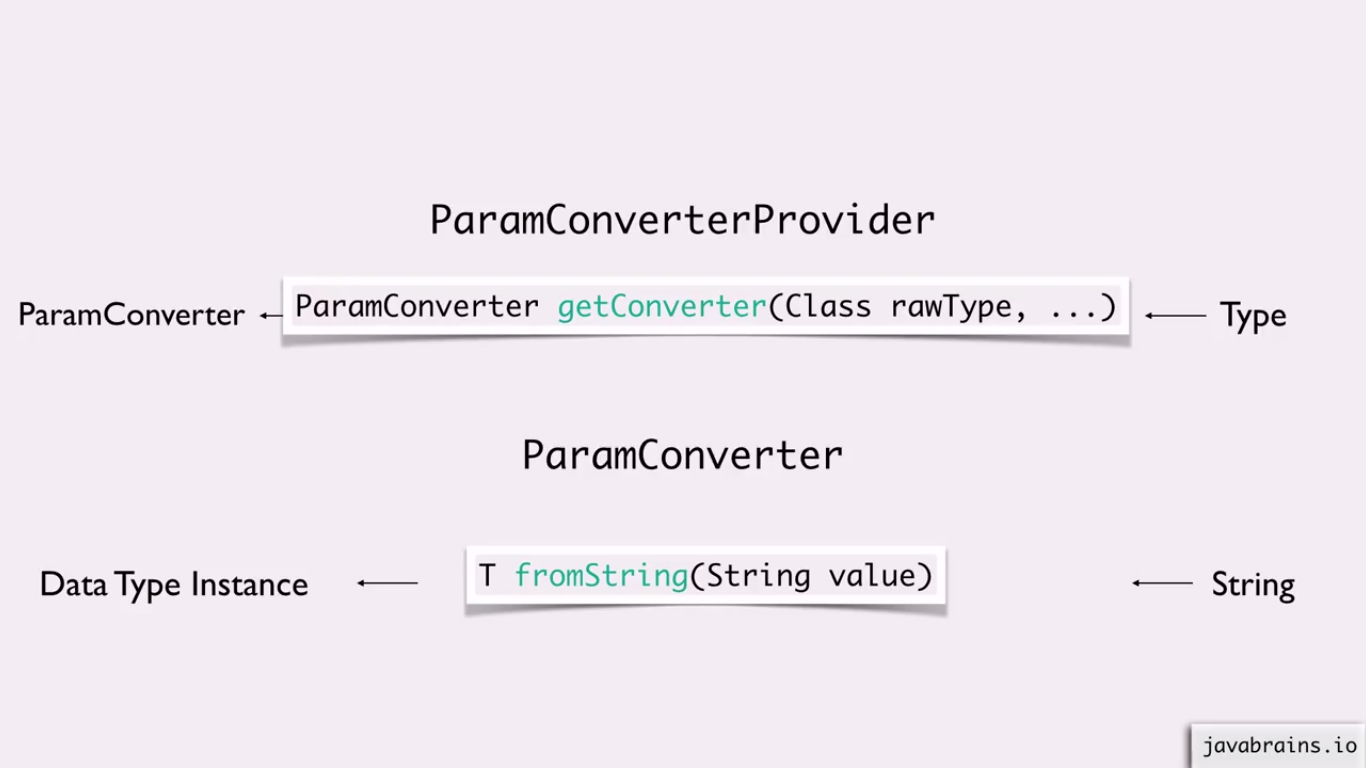 ParamConverterProvider
ParamConverter
ParamConverter getConverter(Class rawType, ...)
Type
ParamConverter
Data Type Instance
T fromString(String value)
String
javabrains.io